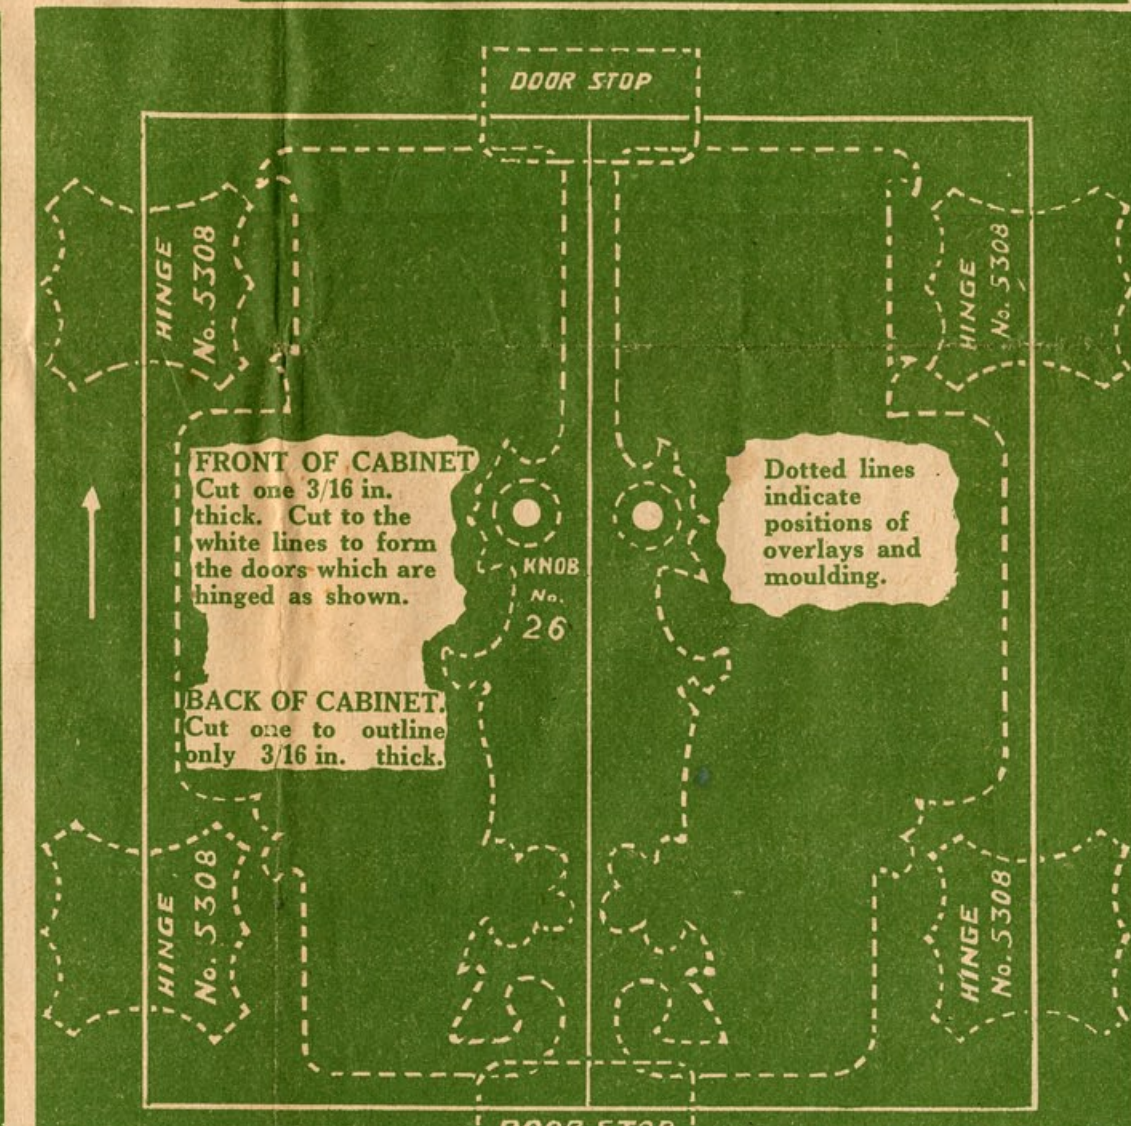 DOOR STOP
HINGE
No. 5308
HINGE
No. 5308
FRONT OF CABINET
Cut one 3/16 in.
thick. Cut to the
white lines to form
the doors which are
hinged as shown.
Dotted lines
indicate
positions of
overlays and
moulding.
KNOB
No.
26
BACK OF CABINET.
Cut one to outline
only 3/16 in. thick.
HINGE
No. 5308
HINGE
No. 5308
DOOR STOP